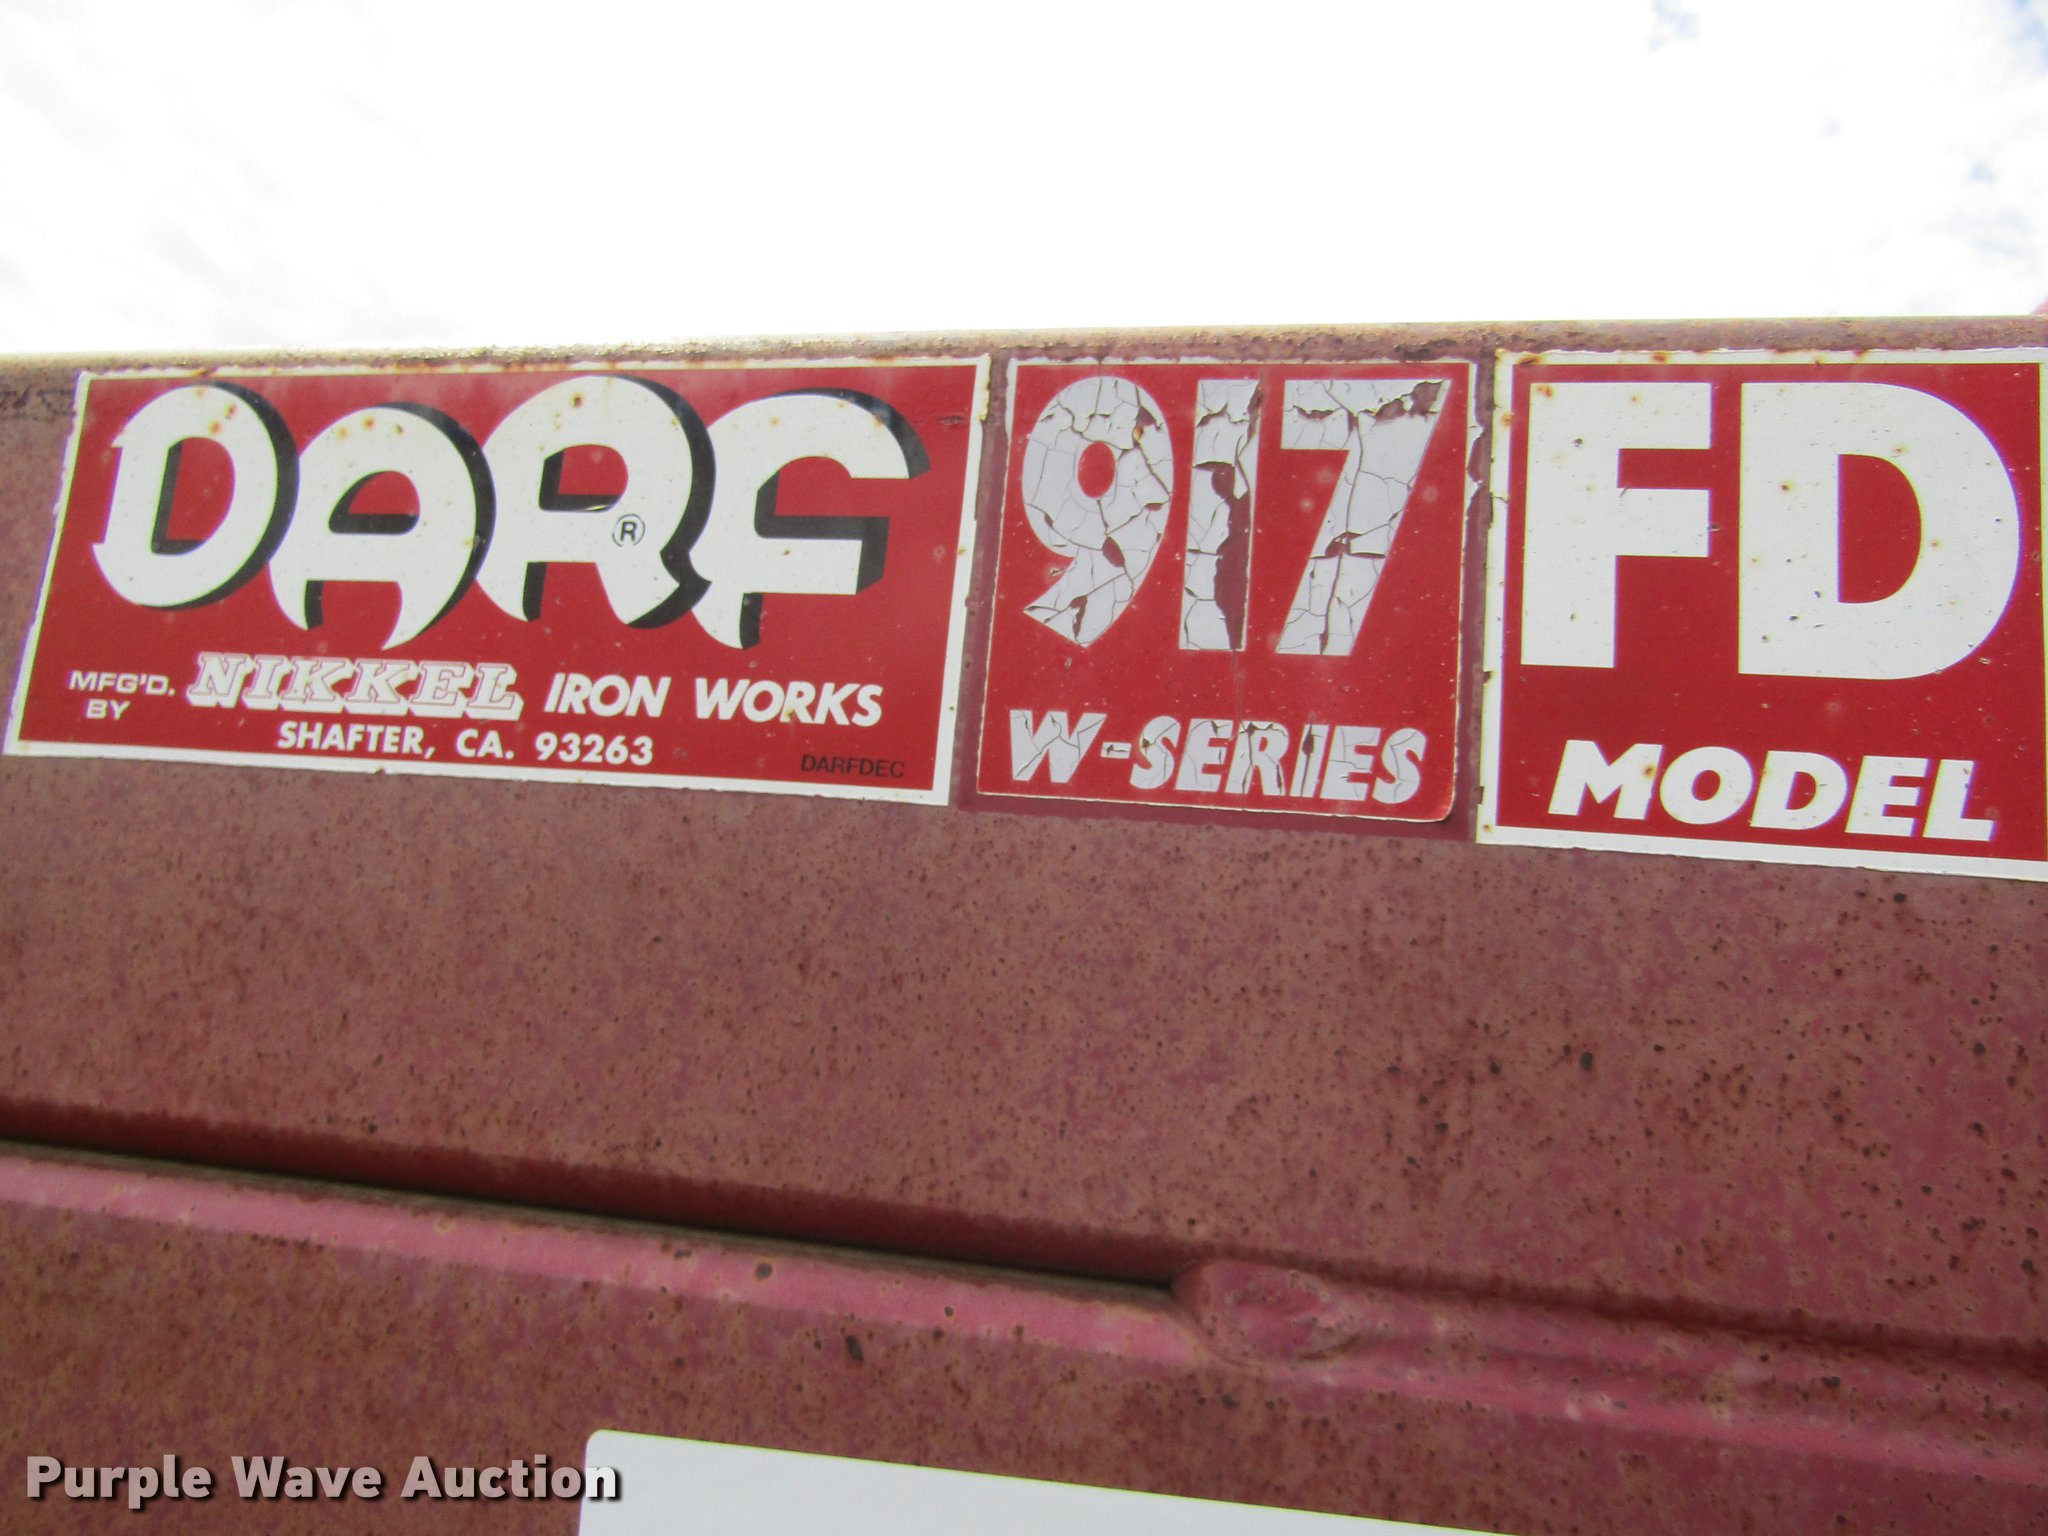 DARF®
MFG'D. BY NIKKEL IRON WORKS
SHAFTER, CA. 93263
DARFDEC
917
W-SERIES
FD
MODEL
Purple Wave Auction